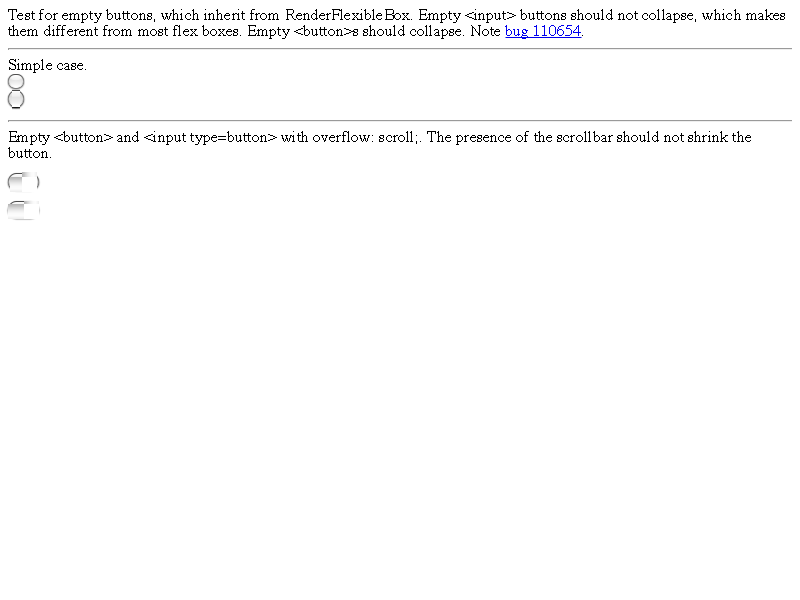 Test for empty buttons, which inherit from RenderFlexibleBox. Empty <input> buttons should not collapse, which makes
them different from most flex boxes. Empty <button>s should collapse. Note bug 110654.
Simple case.
Empty <button> and <input type=button> with overflow: scroll;. The presence of the scrollbar should not shrink the
button.